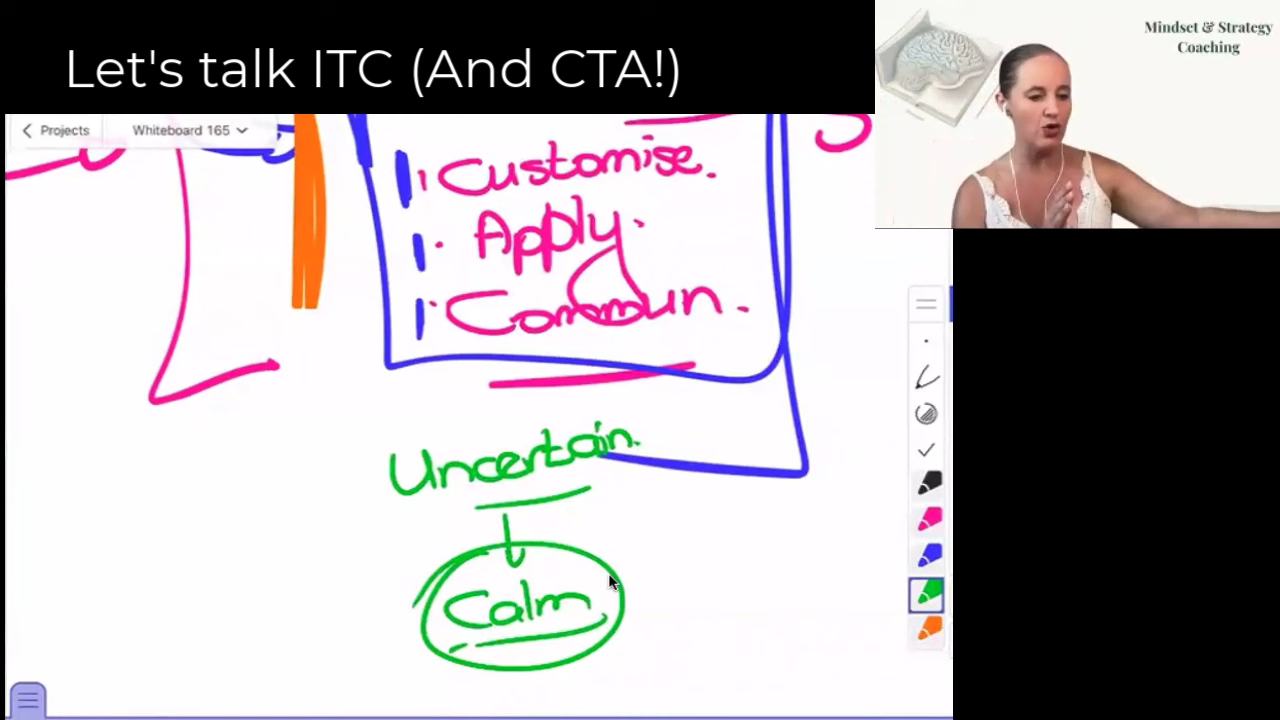 Let's talk ITC (And CTA!)
Mindset & Strategy
Coaching
Projects
Whiteboard 165
Customise.
Apply.
Commun.
Uncertain.
Calm